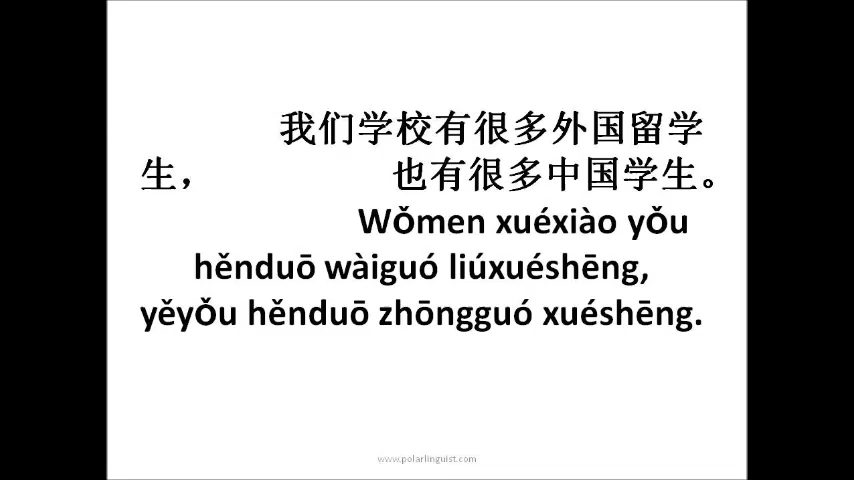 我们学校有很多外国留学
生， 也有很多中国学生。
Wǒmen xuéxiào yǒu
hěnduō wàiguó liúxuéshēng,
yěyǒu hěnduō zhōngguó xuéshēng.
www.polarlinguist.com